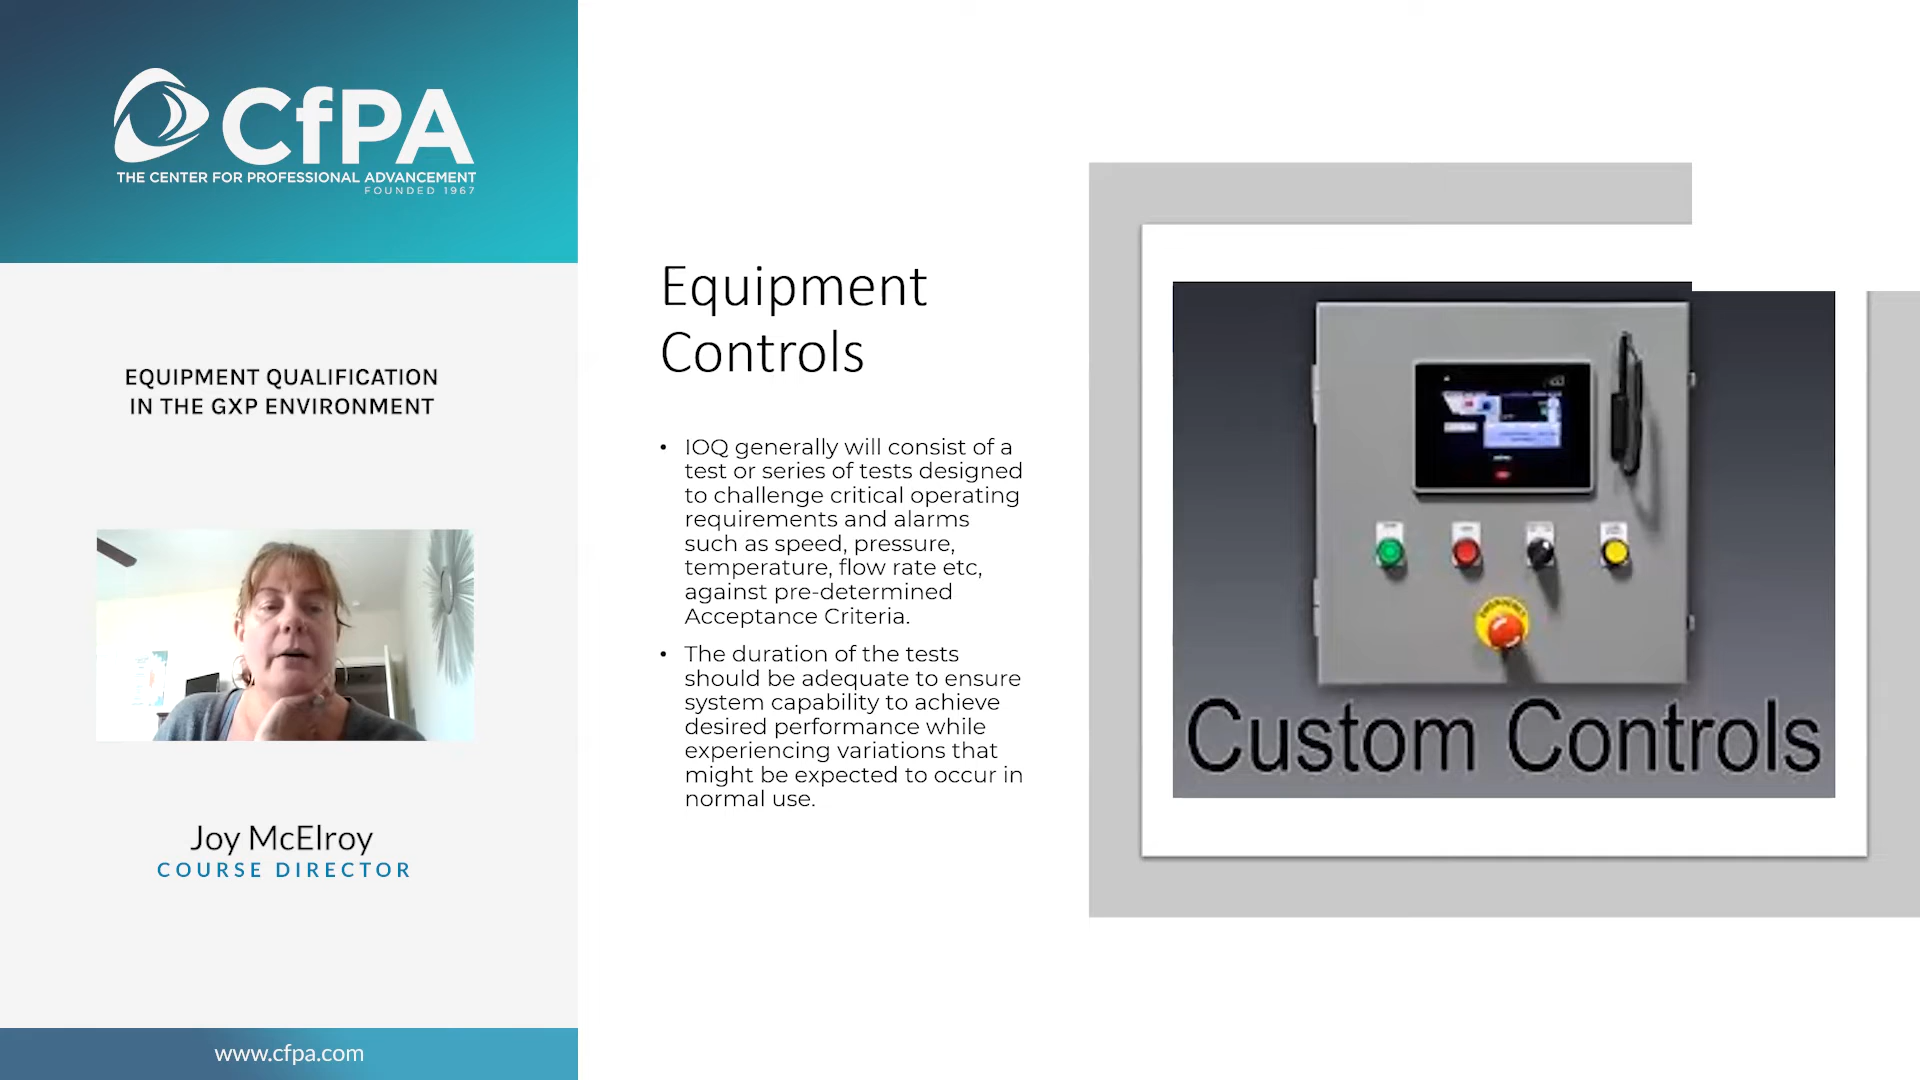 CfPA
THE CENTER FOR PROFESSIONAL ADVANCEMENT
FOUNDED 1967
EQUIPMENT QUALIFICATION
IN THE GXP ENVIRONMENT
Joy McElroy
COURSE DIRECTOR
www.cfpa.com
Equipment
Controls
• IOQ generally will consist of a
test or series of tests designed
to challenge critical operating
requirements and alarms
such as speed, pressure,
temperature, flow rate etc,
against pre-determined
Acceptance Criteria.
• The duration of the tests
should be adequate to ensure
system capability to achieve
desired performance while
experiencing variations that
might be expected to occur in
normal use.
EMERGENCY
Custom Controls